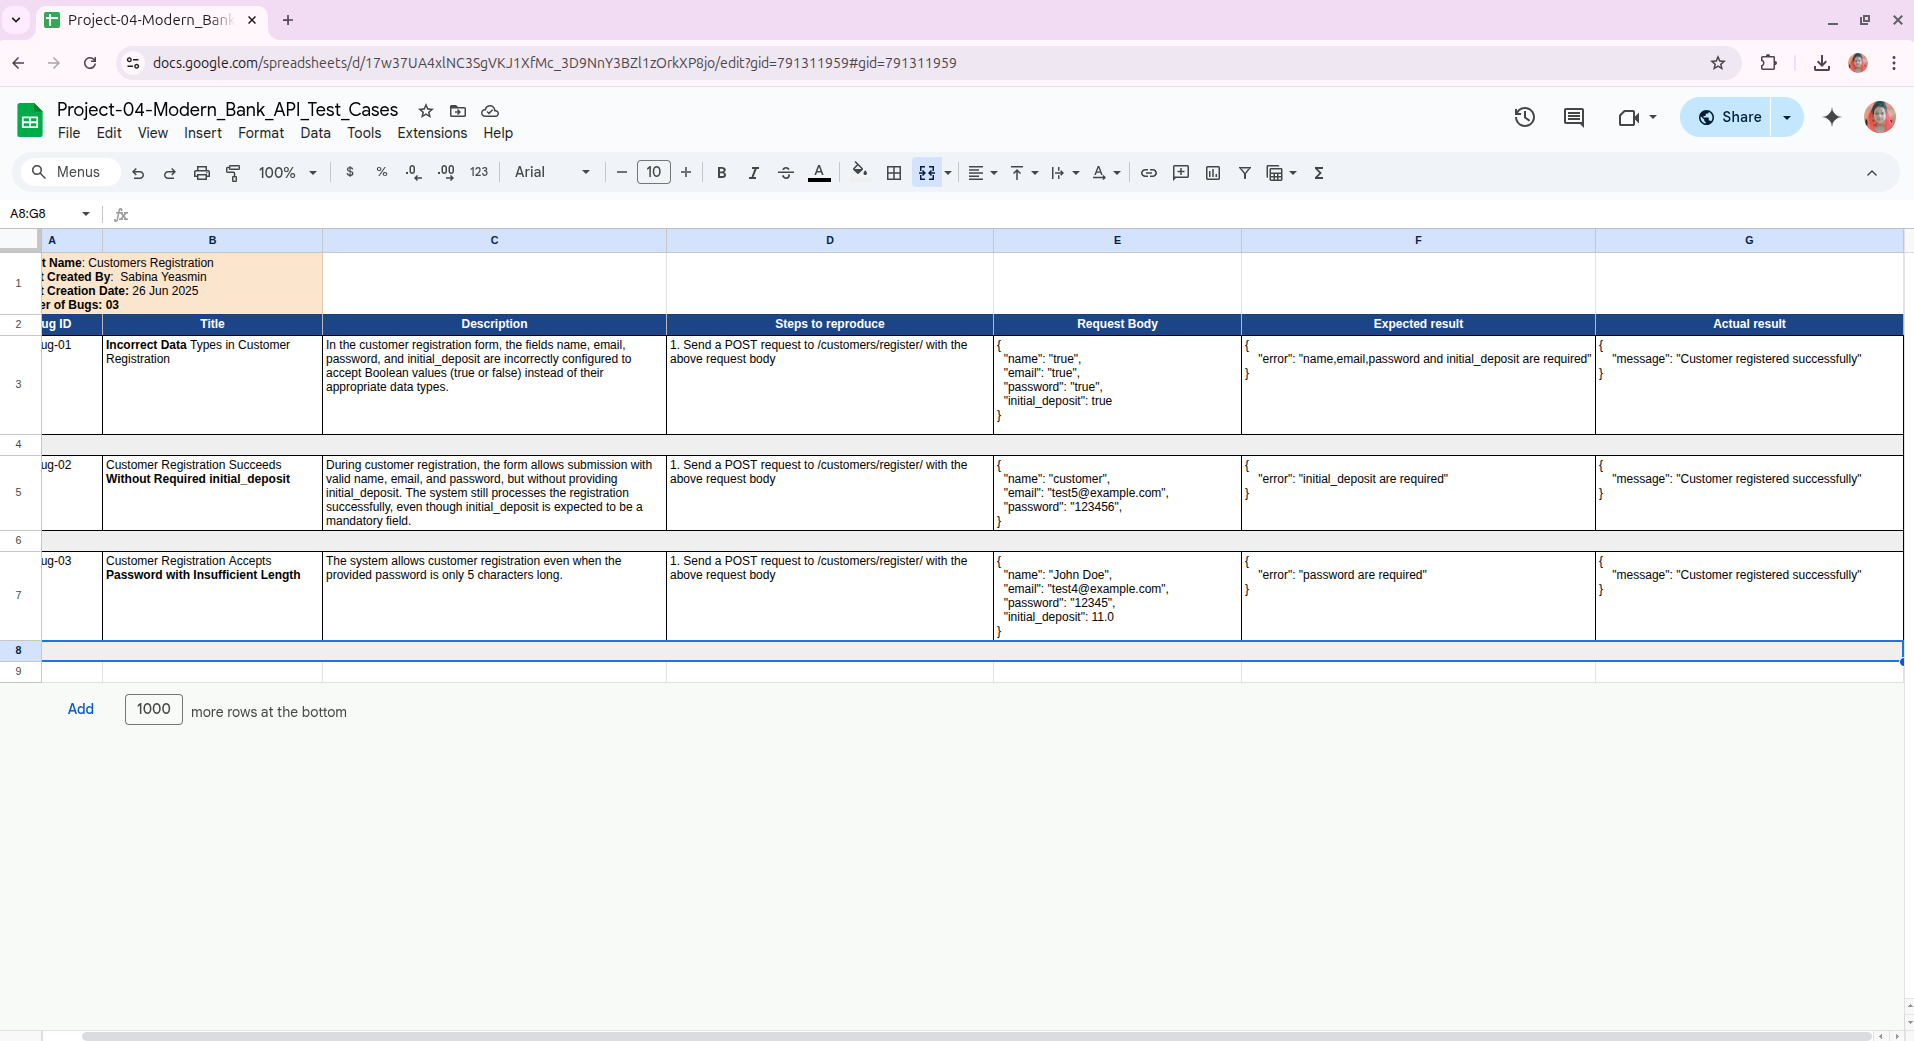 Project-04-Modern_Bank
docs.google.com/spreadsheets/d/17w37UA4xlNC3SgVKJ1XfMc_3D9NnY3BZl1zOrkXP8jo/edit?gid=791311959#gid=791311959
Project-04-Modern_Bank_API_Test_Cases
File Edit View Insert Format Data Tools Extensions Help
Share
Menus 100% $ % .0 .00 123 Arial 10 B I A
A8:G8
A B C D E F G
1
t Name: Customers Registration
t Created By: Sabina Yeasmin
t Creation Date: 26 Jun 2025
er of Bugs: 03
2 ug ID Title Description Steps to reproduce Request Body Expected result Actual result
3
ug-01
Incorrect Data Types in Customer
Registration
In the customer registration form, the fields name, email,
password, and initial_deposit are incorrectly configured to
accept Boolean values (true or false) instead of their
appropriate data types.
1. Send a POST request to /customers/register/ with the
above request body
{
"name": "true",
"email": "true",
"password": "true",
"initial_deposit": true
}
{
"error": "name,email,password and initial_deposit are required"
}
{
"message": "Customer registered successfully"
}
4
5
ug-02
Customer Registration Succeeds
Without Required initial_deposit
During customer registration, the form allows submission with
valid name, email, and password, but without providing
initial_deposit. The system still processes the registration
successfully, even though initial_deposit is expected to be a
mandatory field.
1. Send a POST request to /customers/register/ with the
above request body
{
"name": "customer",
"email": "test5@example.com",
"password": "123456",
}
{
"error": "initial_deposit are required"
}
{
"message": "Customer registered successfully"
}
6
7
ug-03
Customer Registration Accepts
Password with Insufficient Length
The system allows customer registration even when the
provided password is only 5 characters long.
1. Send a POST request to /customers/register/ with the
above request body
{
"name": "John Doe",
"email": "test4@example.com",
"password": "12345",
"initial_deposit": 11.0
}
{
"error": "password are required"
}
{
"message": "Customer registered successfully"
}
8
9
Add 1000 more rows at the bottom